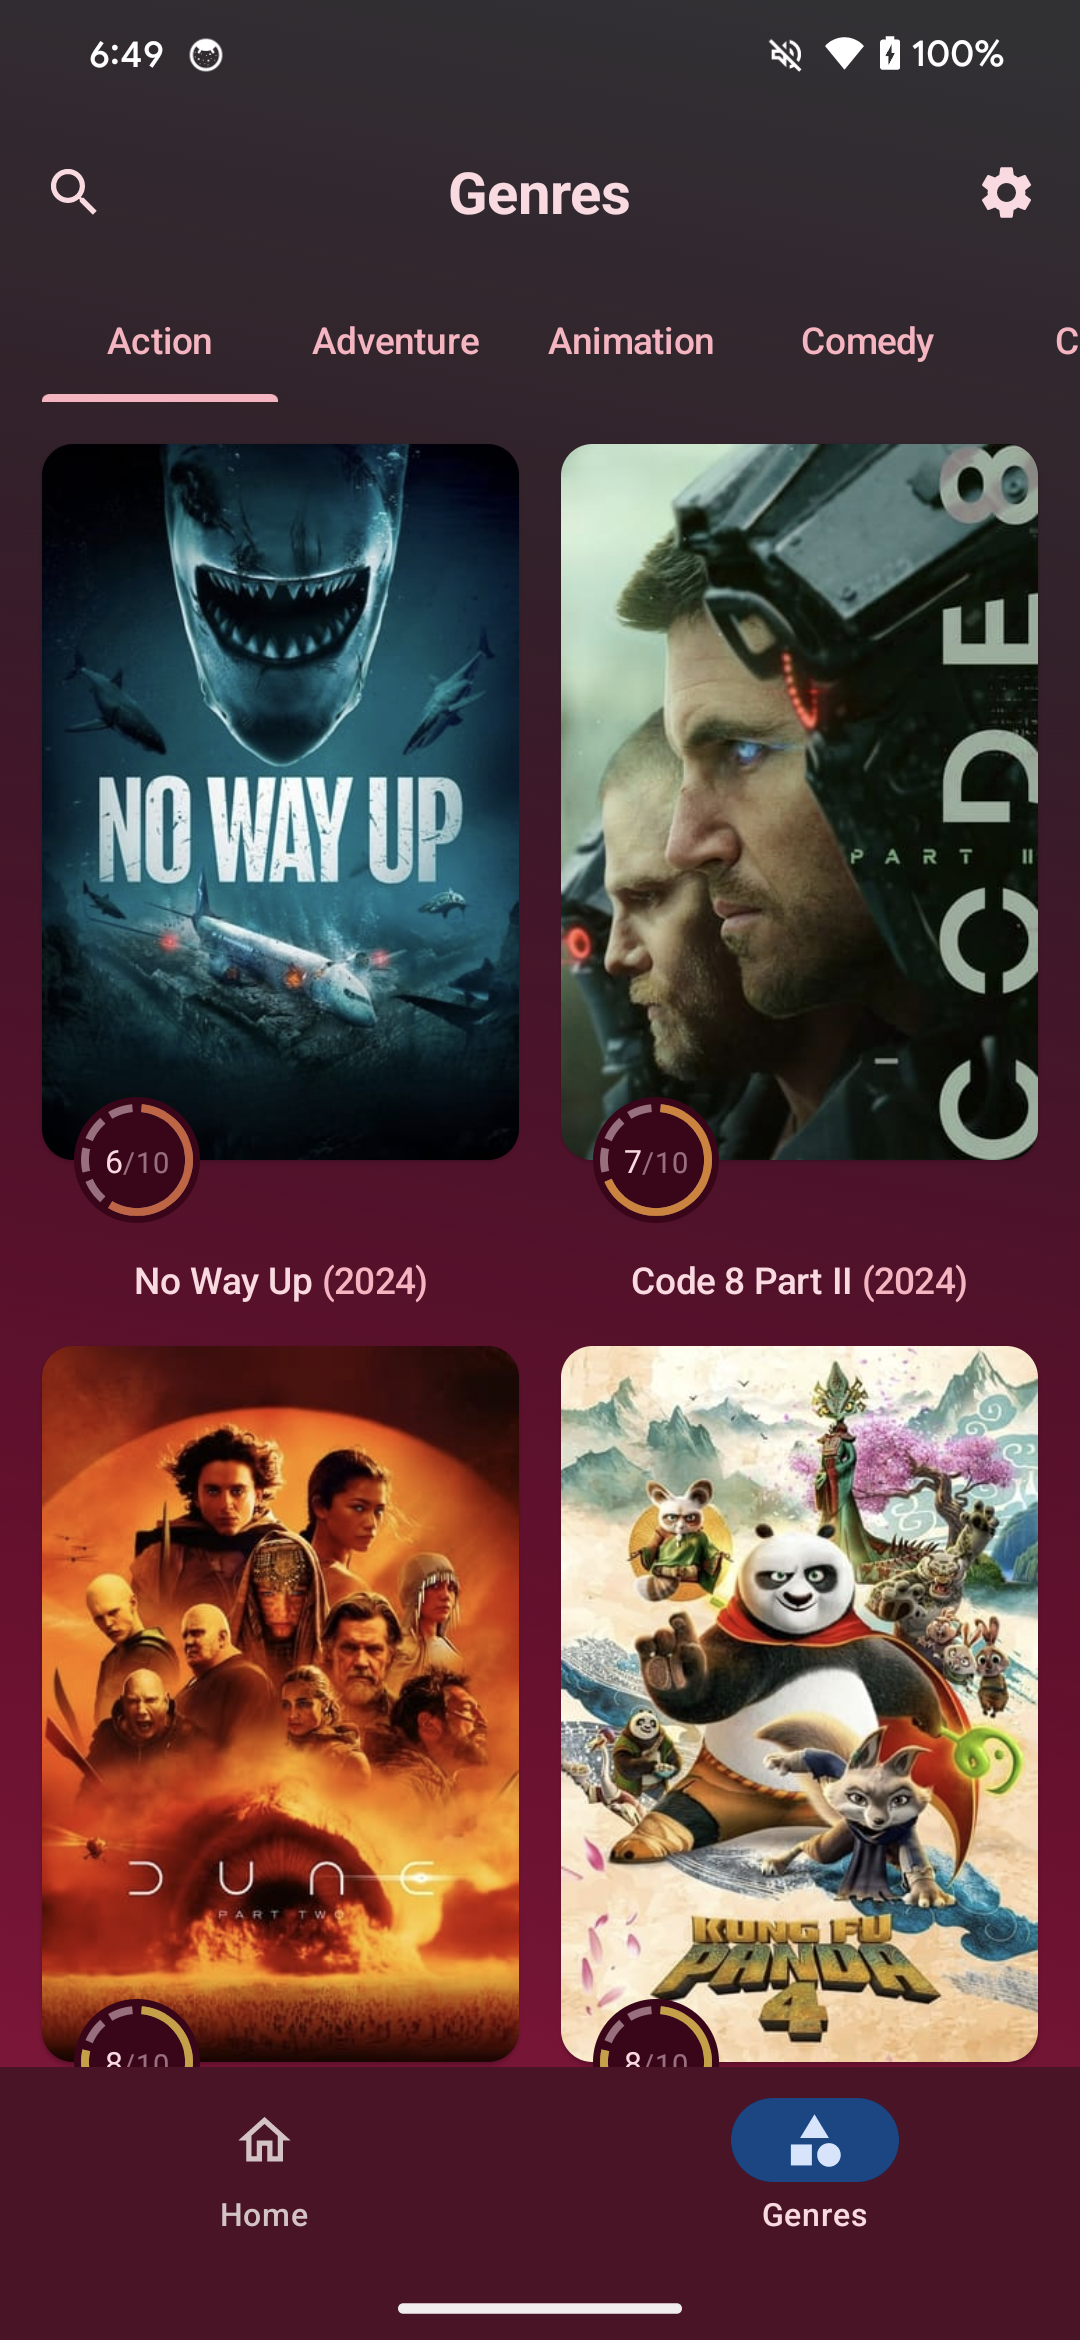 6:49 100%
Genres
Action Adventure Animation Comedy C
NO WAY UP
CODE 8
PART II
6/10 7/10
No Way Up (2024) Code 8 Part II (2024)
DUNE
PART TWO
KUNG FU
PANDA
4
8/10 8/10
Home Genres